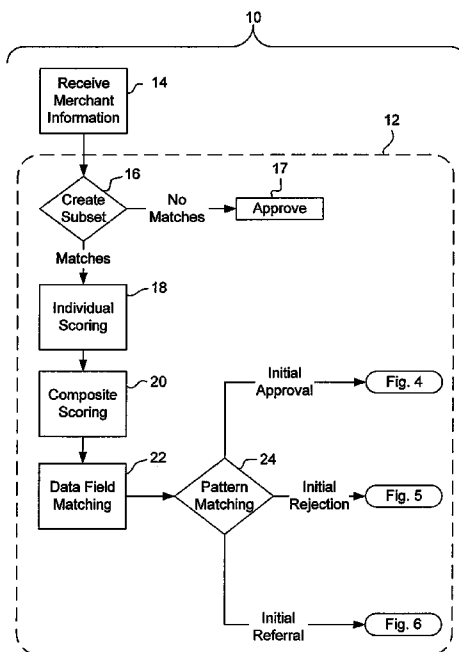 10
Receive
Merchant
Information
14
12
16
Create
Subset
No
Matches
17
Approve
Matches
18
Individual
Scoring
20
Composite
Scoring
22
Data Field
Matching
24
Pattern
Matching
Initial
Approval
Fig. 4
Initial
Rejection
Fig. 5
Initial
Referral
Fig. 6